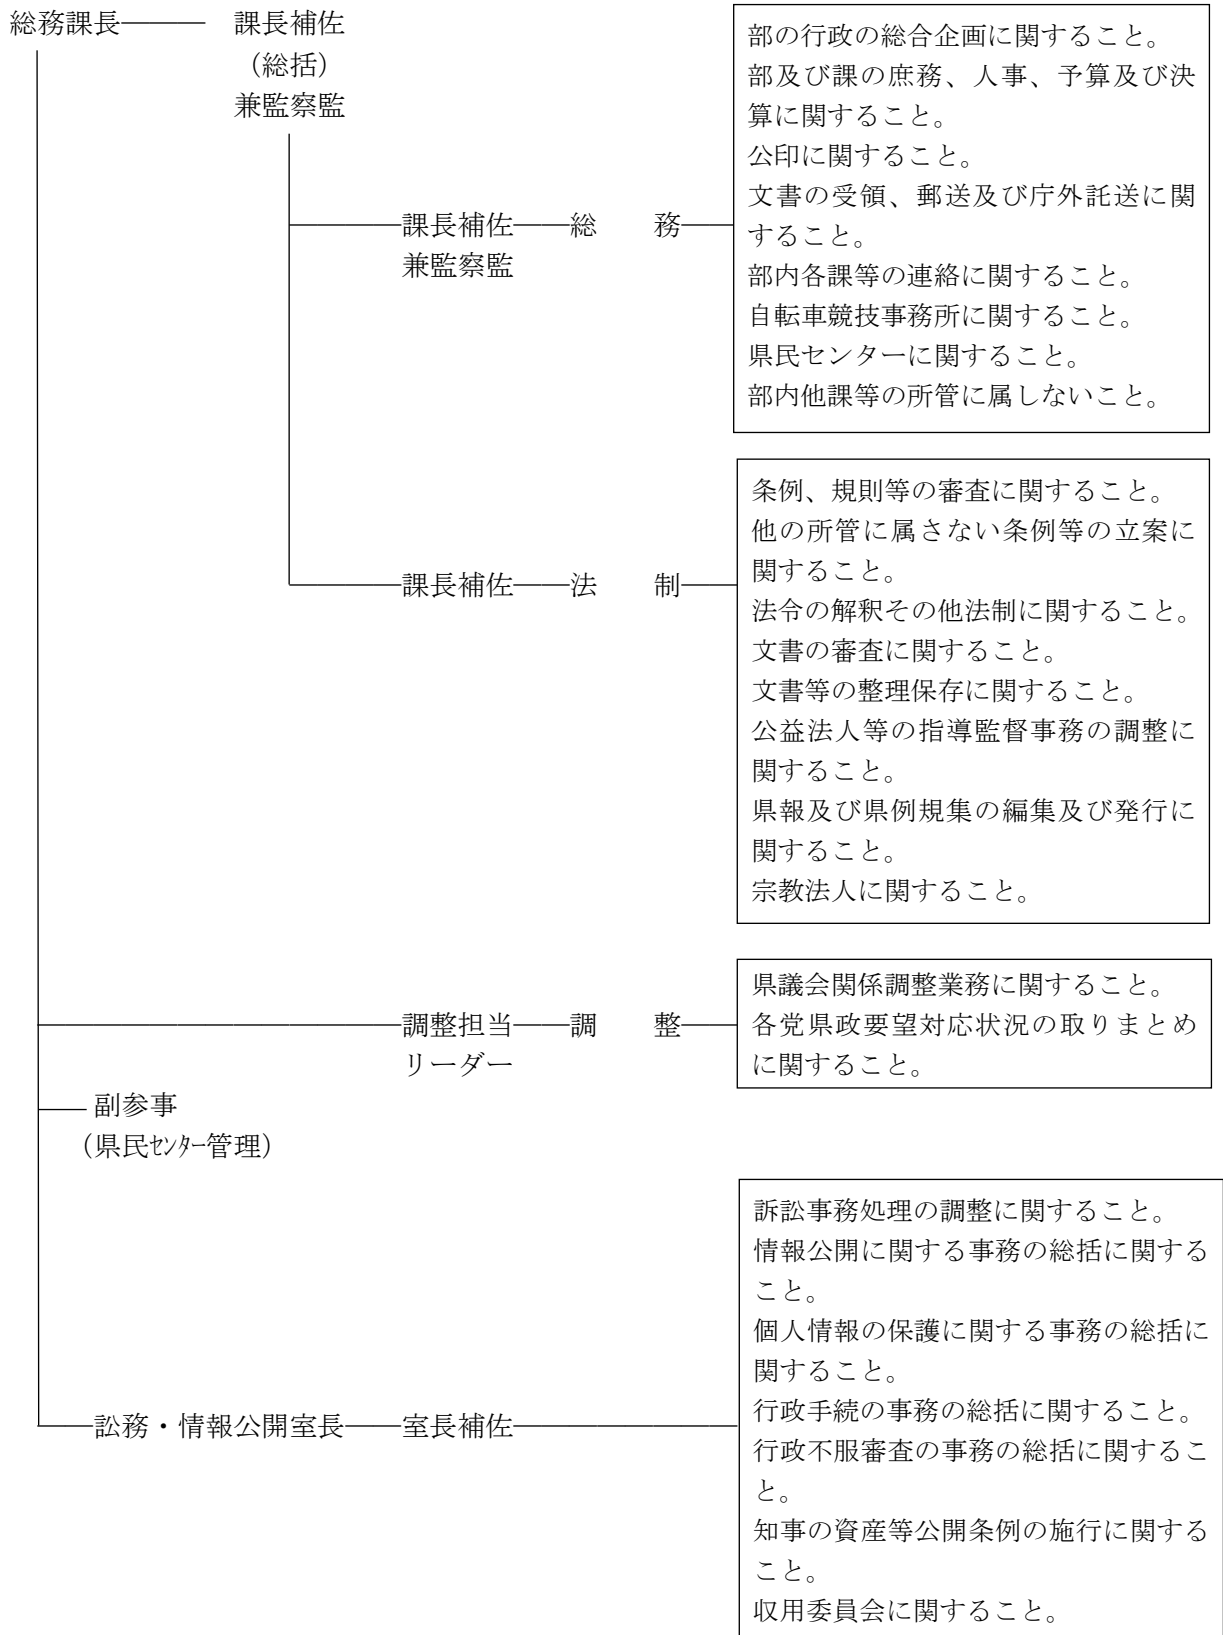 総務課長 課長補佐
（総括）
兼監察監
課長補佐 総　務
兼監察監
部の行政の総合企画に関すること。
部及び課の庶務、人事、予算及び決
算に関すること。
公印に関すること。
文書の受領、郵送及び庁外託送に関
すること。
部内各課等の連絡に関すること。
自転車競技事務所に関すること。
県民センターに関すること。
部内他課等の所管に属しないこと。
課長補佐 法　制
条例、規則等の審査に関すること。
他の所管に属さない条例等の立案に
関すること。
法令の解釈その他法制に関すること。
文書の審査に関すること。
文書等の整理保存に関すること。
公益法人等の指導監督事務の調整に
関すること。
県報及び県例規集の編集及び発行に
関すること。
宗教法人に関すること。
調整担当 調　整
リーダー
県議会関係調整業務に関すること。
各党県政要望対応状況の取りまとめ
に関すること。
副参事
（県民ｾﾝﾀｰ管理）
訟務・情報公開室長 室長補佐
訴訟事務処理の調整に関すること。
情報公開に関する事務の総括に関する
こと。
個人情報の保護に関する事務の総括に
関すること。
行政手続の事務の総括に関すること。
行政不服審査の事務の総括に関するこ
と。
知事の資産等公開条例の施行に関する
こと。
収用委員会に関すること。